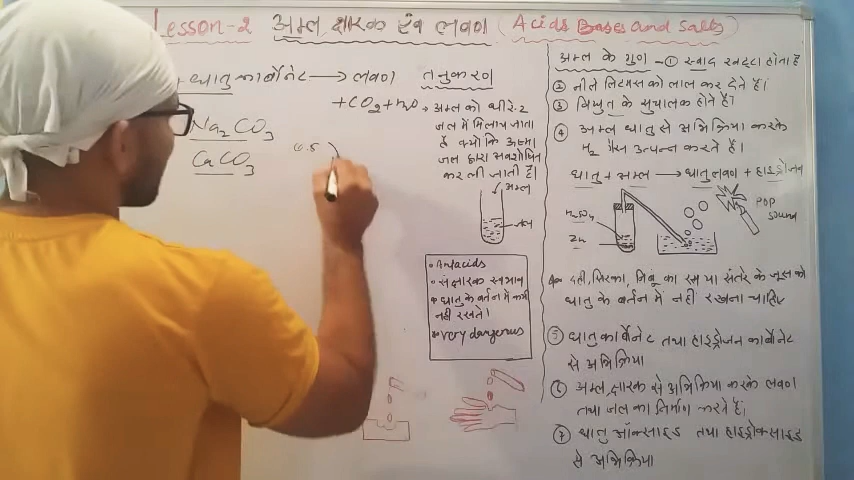 Lesson-2 अम्ल क्षारक एंव लवण (Acids Bases and Salts)
+ धातु कार्बोनेट → लवण
+CO2+H2O
Na2CO3
CaCO3
तनुकरण
→ अम्ल को धीरे-2
जल में मिलाया जाता
है क्योंकि ऊष्मा
जल द्वारा अवशोषित
कर ली जाती है।
अम्ल
जल
• Antacids
• संक्षारक स्वभाव
• धातु के बर्तन में कभी
नहीं रखते।
• Very dangerous
अम्ल के गुण - ① स्वाद खट्टा होता है
② नीले लिटमस को लाल कर देते हैं।
③ विद्युत के सुचालक होते हैं?
④ अम्ल धातु से अभिक्रिया करके
H2 गैस उत्पन्न करते हैं।
धातु + अम्ल → धातु लवण + हाइड्रोजन
H2SO4
Zn
POP
sound
दही, सिरका, निंबू का रस या संतरे के जूस को
धातु के बर्तन में नहीं रखना चाहिए
⑤ धातु कार्बोनेट तथा हाइड्रोजन कार्बोनेट
से अभिक्रिया
⑥ अम्ल, क्षारक से अभिक्रिया करके लवण
तथा जल का निर्माण करते हैं।
⑦ धातु ऑक्साइड तथा हाइड्रोक्साइड
से अभिक्रिया